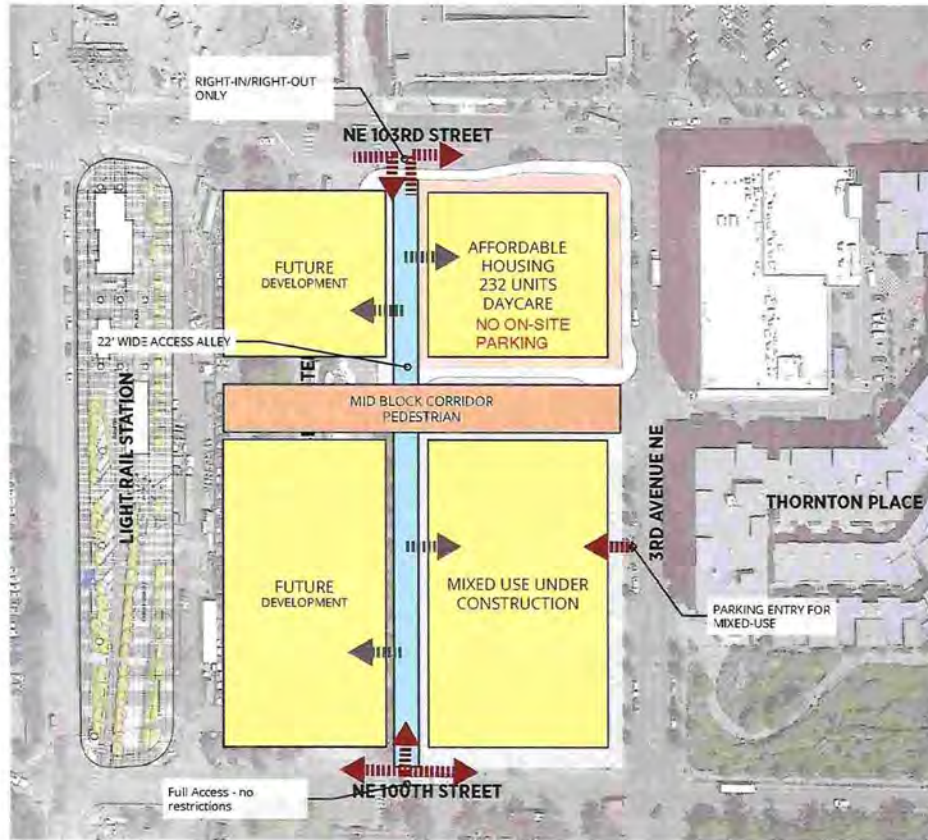 RIGHT-IN/RIGHT-OUT
ONLY
NE 103RD STREET
FUTURE
DEVELOPMENT
AFFORDABLE
HOUSING
232 UNITS
DAYCARE
NO ON-SITE
PARKING
22' WIDE ACCESS ALLEY
MID BLOCK CORRIDOR
PEDESTRIAN
LIGHT RAIL STATION
3RD AVENUE NE
THORNTON PLACE
FUTURE
DEVELOPMENT
MIXED USE UNDER
CONSTRUCTION
PARKING ENTRY FOR
MIXED-USE
Full Access - no
restrictions
NE 100TH STREET